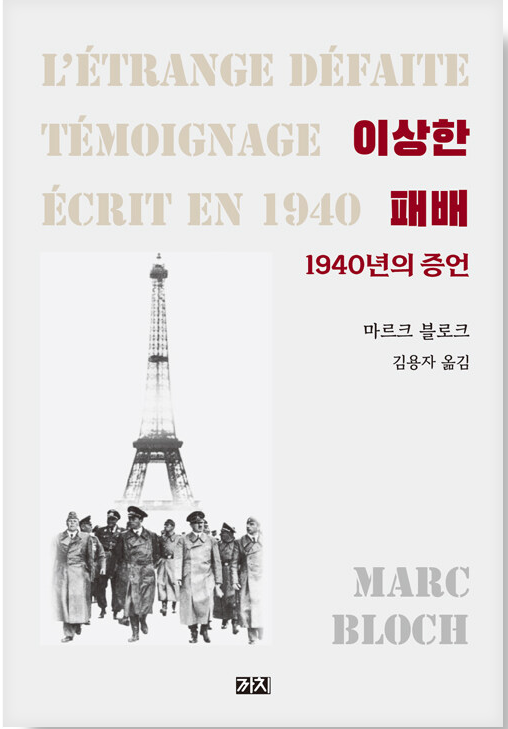 L'ÉTRANGE DÉFAITE
TÉMOIGNAGE 이상한
ÉCRIT EN 1940 패배
1940년의 증언
마르크 블로크
김용자 옮김
MARC
BLOCH
까치